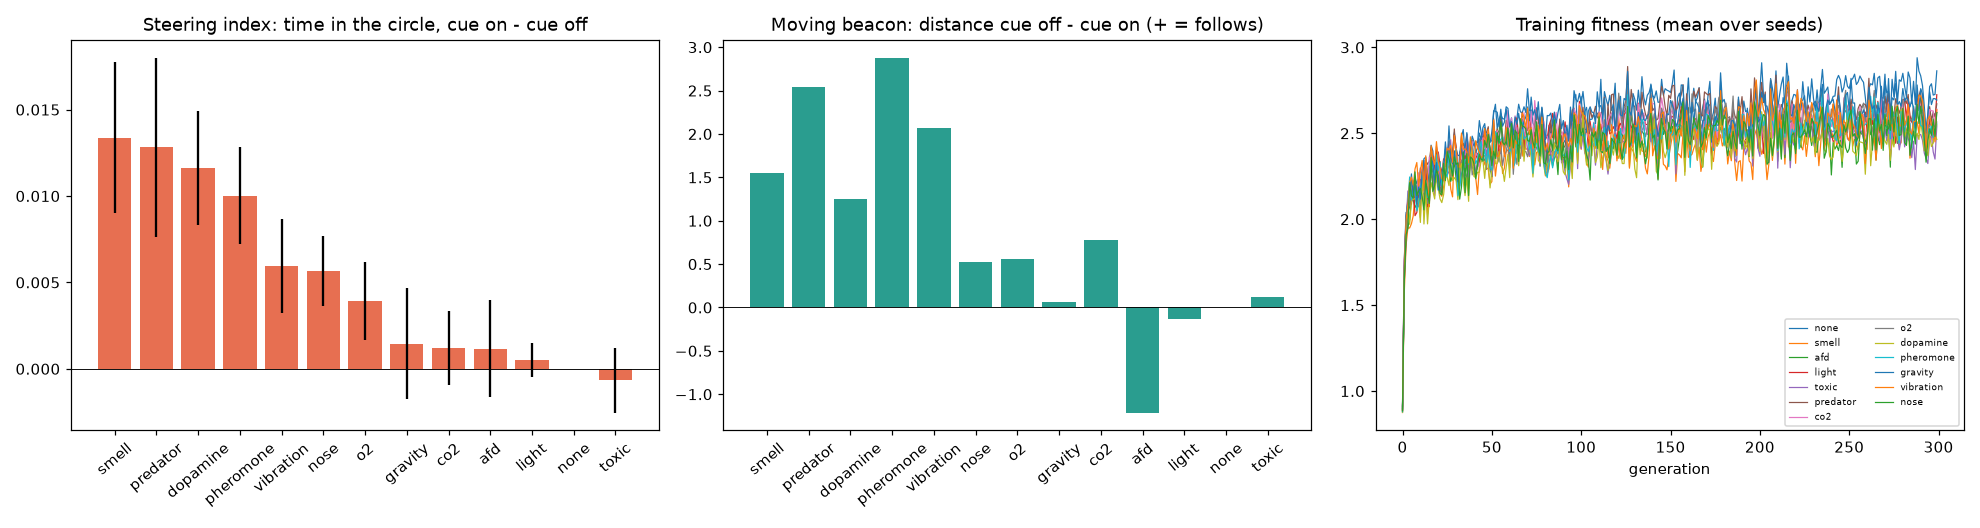 Steering index: time in the circle, cue on - cue off
0.015
0.010
0.005
0.000
smell
predator
dopamine
pheromone
vibration
nose
o2
gravity
co2
afd
light
none
toxic
Moving beacon: distance cue off - cue on (+ = follows)
3.0
2.5
2.0
1.5
1.0
0.5
0.0
−0.5
−1.0
smell
predator
dopamine
pheromone
vibration
nose
o2
gravity
co2
afd
light
none
toxic
Training fitness (mean over seeds)
3.0
2.5
2.0
1.5
1.0
none
smell
afd
light
toxic
predator
co2
o2
dopamine
pheromone
gravity
vibration
nose
0 50 100 150 200 250 300
generation